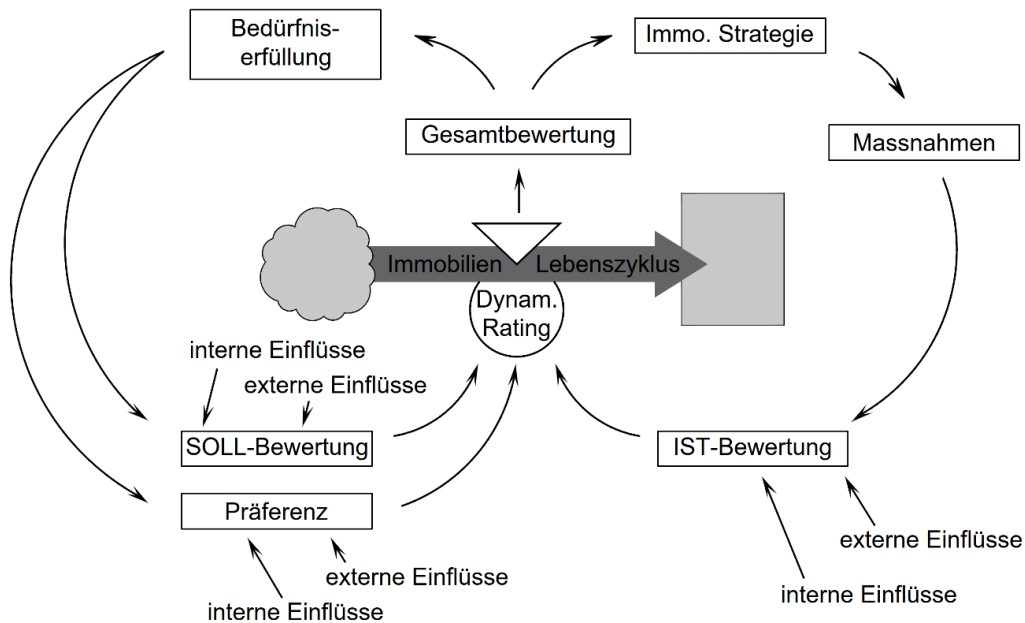 Bedürfnis-
erfüllung
Immo. Strategie
Gesamtbewertung
Massnahmen
Immobilien Lebenszyklus
Dynam.
Rating
interne Einflüsse
externe Einflüsse
SOLL-Bewertung
IST-Bewertung
Präferenz
externe Einflüsse
externe Einflüsse
interne Einflüsse
interne Einflüsse